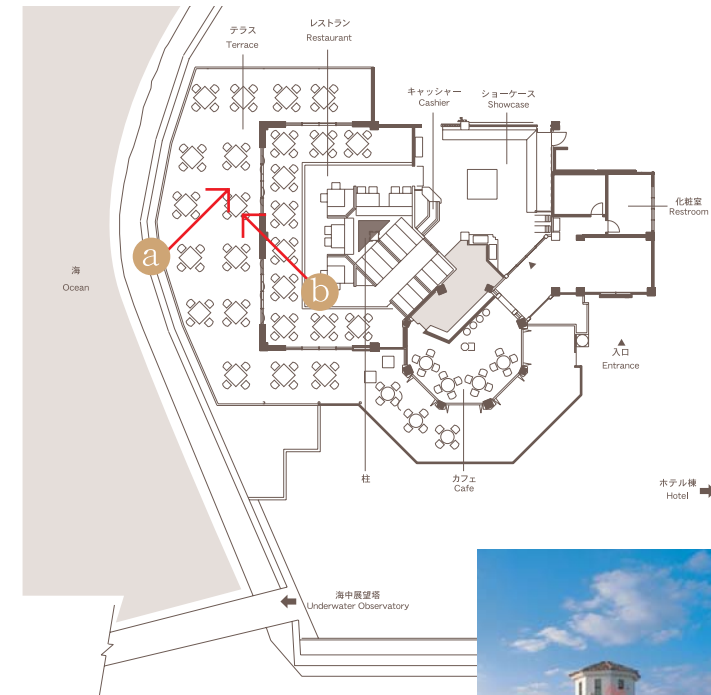 レストラン
Restaurant
テラス
Terrace
キャッシャー
Cashier
ショーケース
Showcase
化粧室
Restroom
a
海
Ocean
b
入口
Entrance
柱
カフェ
Cafe
ホテル棟
Hotel
海中展望塔
Underwater Observatory